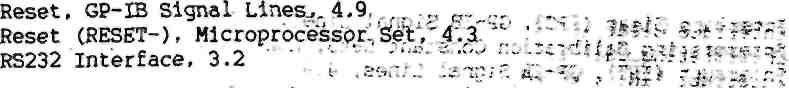 Reset, GP-IB Signal Lines, 4.9
Reset (RESET-), Microprocessor Set, 4.3
RS232 Interface, 3.2